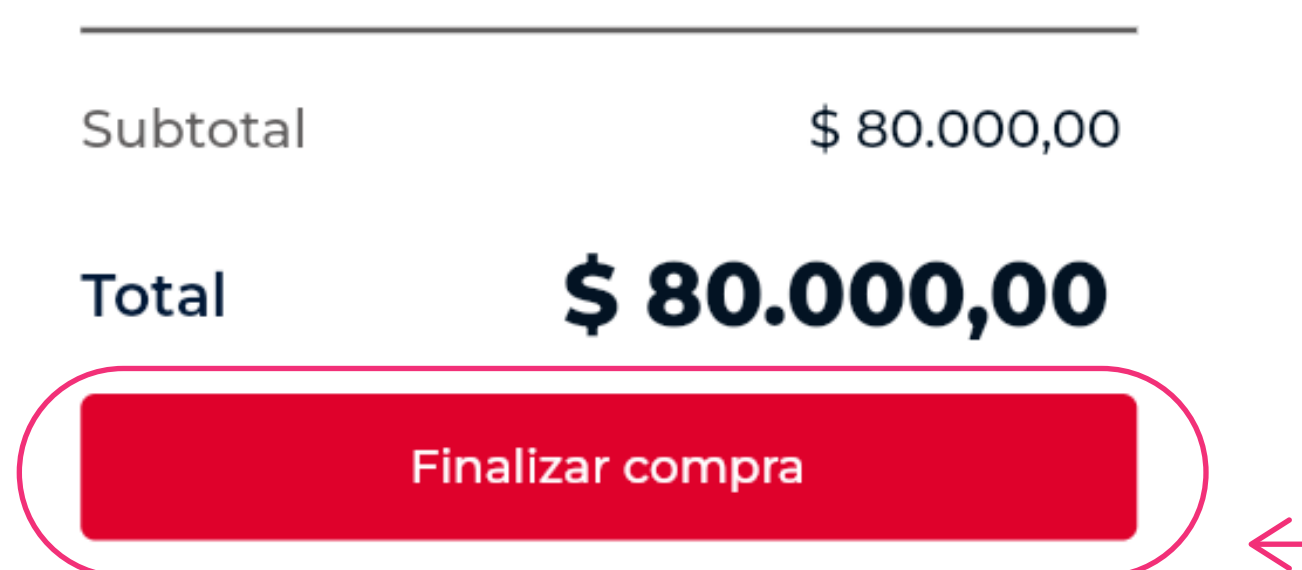 Subtotal $ 80.000,00
Total $ 80.000,00
Finalizar compra